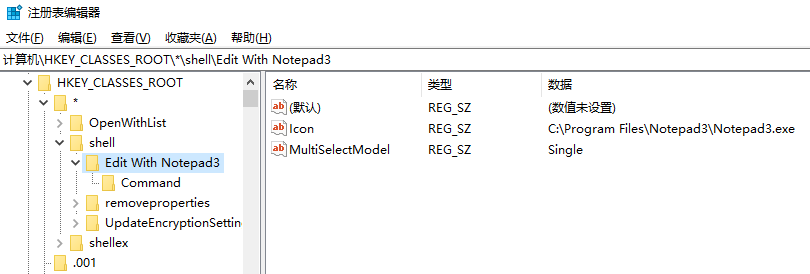 注册表编辑器
文件(F) 编辑(E) 查看(V) 收藏夹(A) 帮助(H)
计算机\HKEY_CLASSES_ROOT\*\shell\Edit With Notepad3
HKEY_CLASSES_ROOT
*
OpenWithList
shell
Edit With Notepad3
Command
removeproperties
UpdateEncryptionSettin
shellex
.001
名称 类型 数据
ab (默认) REG_SZ (数值未设置)
ab Icon REG_SZ C:\Program Files\Notepad3\Notepad3.exe
ab MultiSelectModel REG_SZ Single